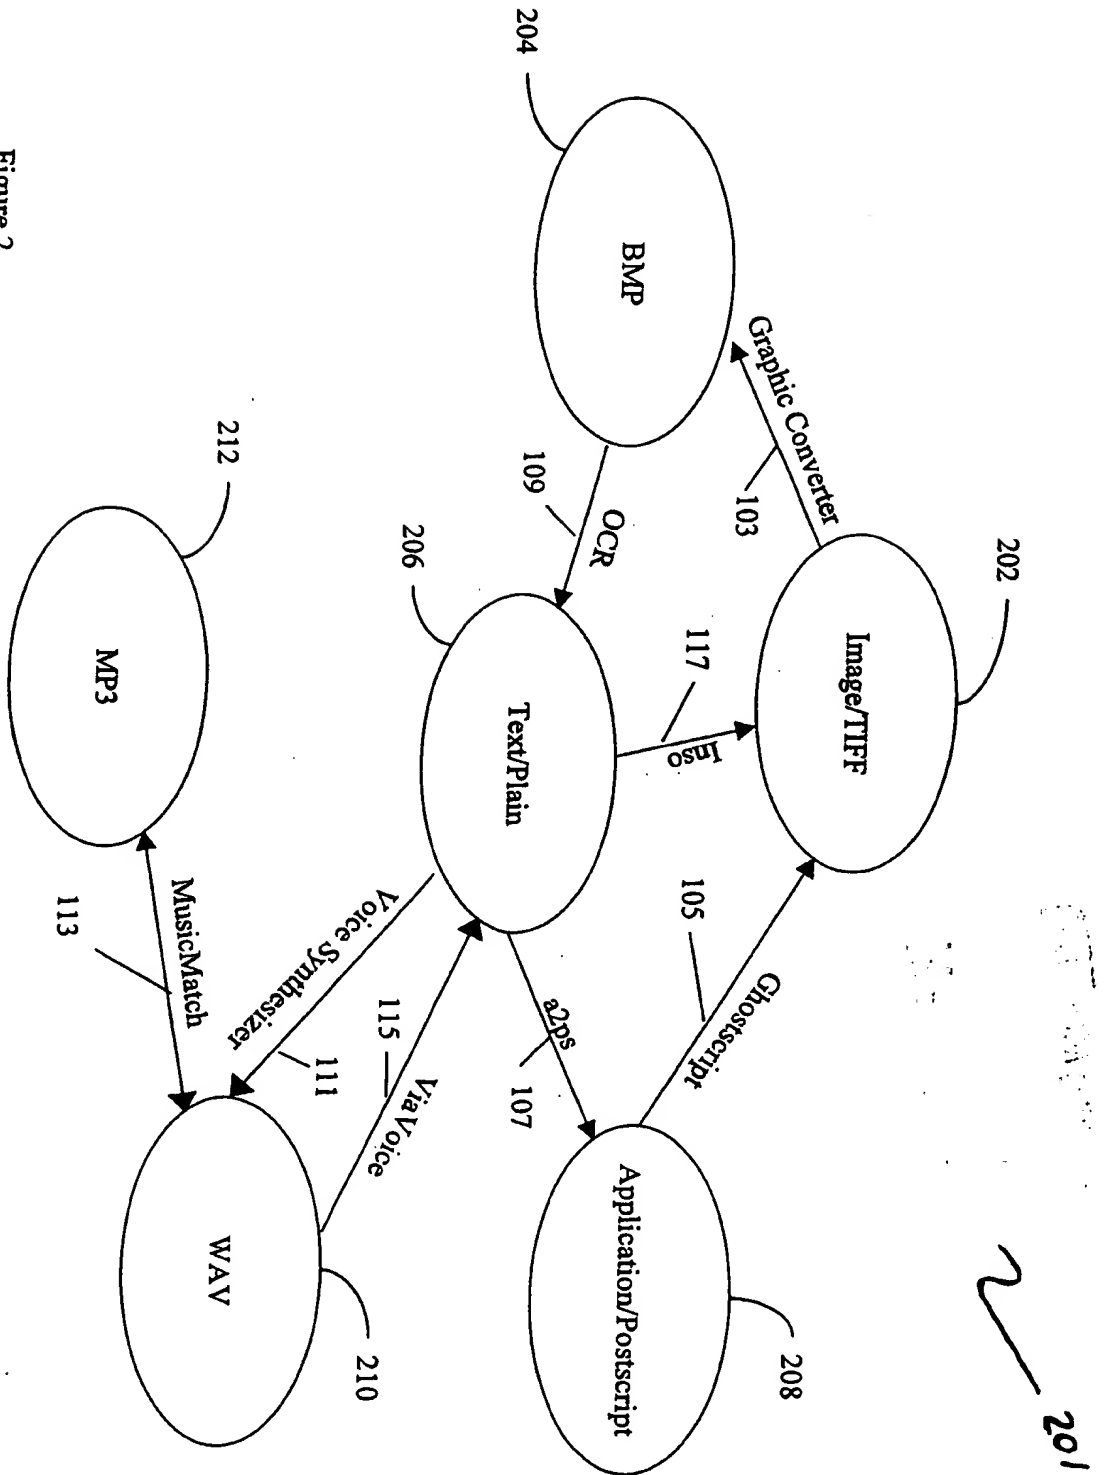 201
202
Image/TIFF
Graphic Converter
103
117
Inso
105
Ghostscript
204
BMP
109
OCR
206
Text/Plain
a2ps
107
Application/Postscript
208
212
MP3
MusicMatch
113
Voice Synthesizer
111
115
ViaVoice
WAV
210
Figure 2